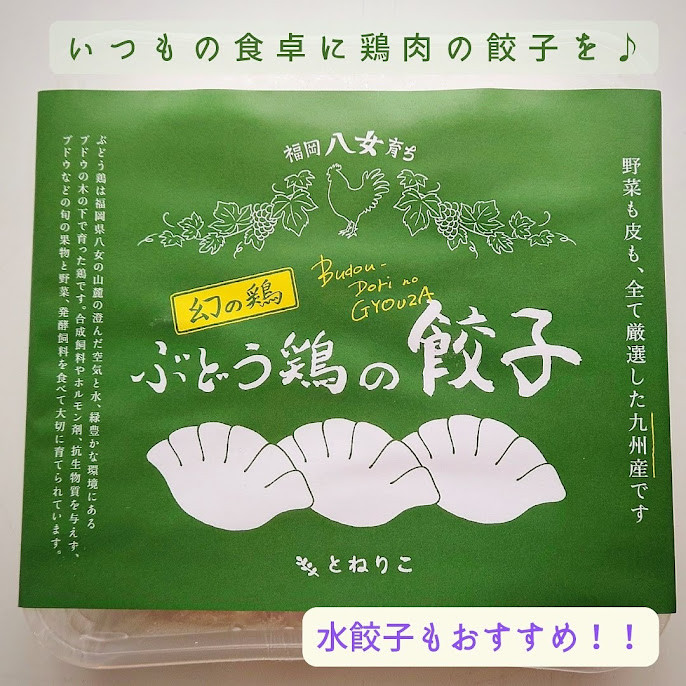 いつもの食卓に鶏肉の餃子を♪
福岡八女育ち
野菜も皮も、全て厳選した九州産です
幻の鶏
Budou-
Dori no
GYOUZA
ぶどう鶏の餃子
ぶどう鶏は福岡県八女の山麓の澄んだ空気と水、緑豊かな環境にある
ブドウの木の下で育った鶏です。合成飼料やホルモン剤、抗生物質を与えず、
ブドウなどの旬の果物と野菜、発酵飼料を食べて大切に育てられています。
とねりこ
水餃子もおすすめ！！